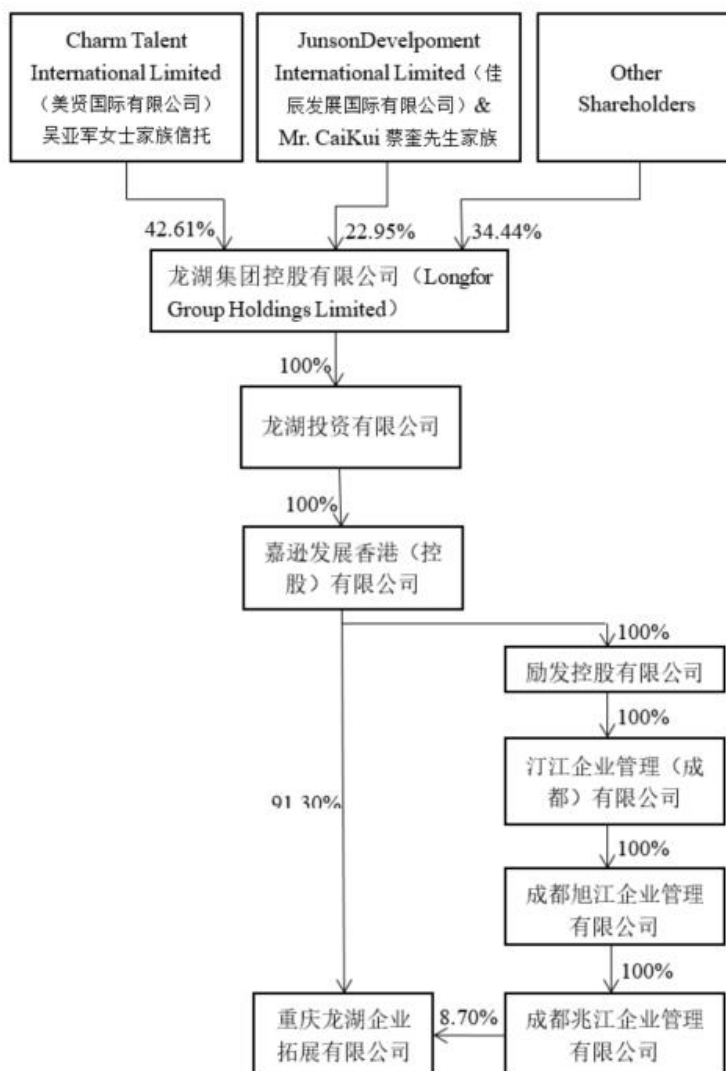 Charm Talent
International Limited
（美贤国际有限公司）
吴亚军女士家族信托
JunsonDevelpoment
International Limited（佳
辰发展国际有限公司）&
Mr. CaiKui 蔡奎先生家族
Other
Shareholders
42.61%
22.95%
34.44%
龙湖集团控股有限公司（Longfor
Group Holdings Limited）
100%
龙湖投资有限公司
100%
嘉逊发展香港（控
股）有限公司
100%
励发控股有限公司
100%
汀江企业管理（成
都）有限公司
91.30%
100%
成都旭江企业管理
有限公司
100%
重庆龙湖企业
拓展有限公司
8.70%
成都兆江企业管理
有限公司